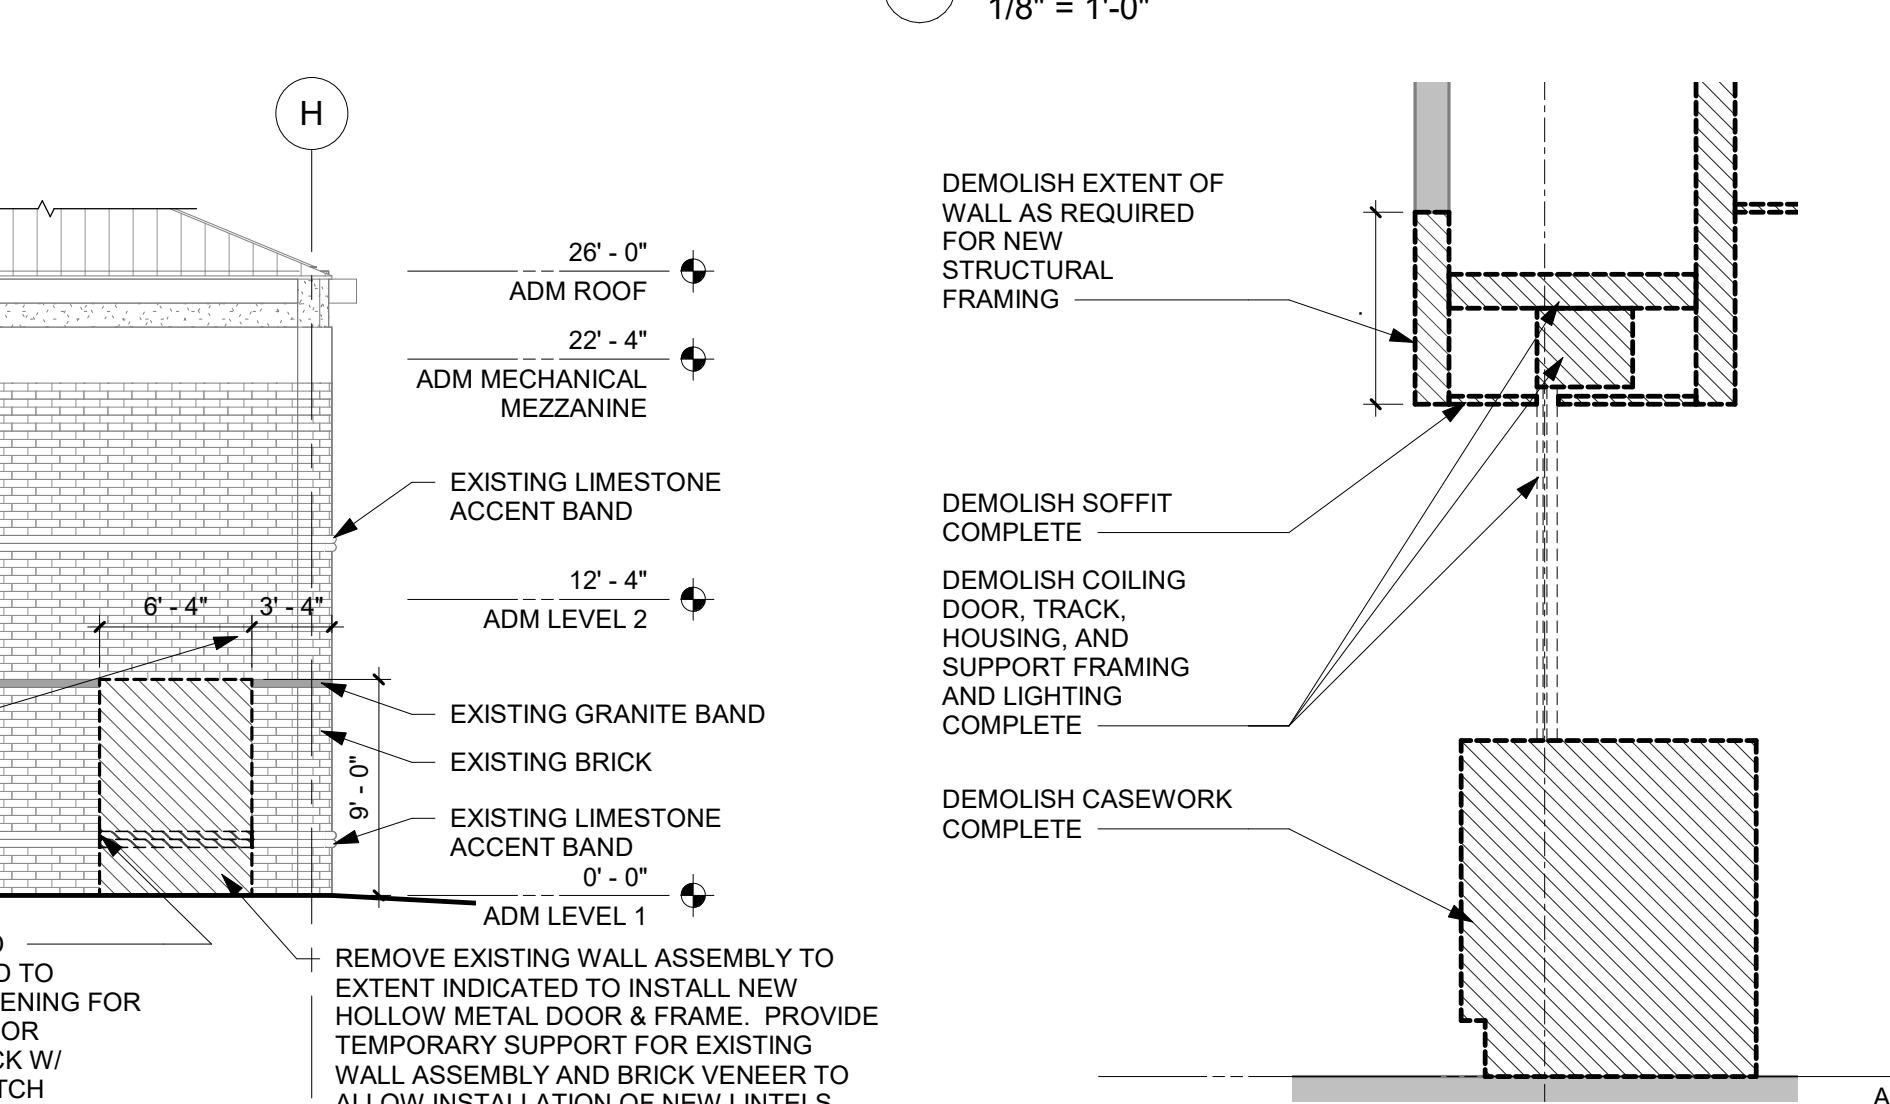 1/8" = 1'-0"
H
26' - 0"
ADM ROOF
22' - 4"
ADM MECHANICAL
MEZZANINE
EXISTING LIMESTONE
ACCENT BAND
12' - 4"
ADM LEVEL 2
6' - 4"
3' - 4"
EXISTING GRANITE BAND
EXISTING BRICK
9' - 0"
EXISTING LIMESTONE
ACCENT BAND
0' - 0"
ADM LEVEL 1
D TO
ENING FOR
OR
CK W/
TCH
REMOVE EXISTING WALL ASSEMBLY TO
EXTENT INDICATED TO INSTALL NEW
HOLLOW METAL DOOR & FRAME.  PROVIDE
TEMPORARY SUPPORT FOR EXISTING
WALL ASSEMBLY AND BRICK VENEER TO
ALLOW INSTALLATION OF NEW LINTELS
DEMOLISH EXTENT OF
WALL AS REQUIRED
FOR NEW
STRUCTURAL
FRAMING
DEMOLISH SOFFIT
COMPLETE
DEMOLISH COILING
DOOR, TRACK,
HOUSING, AND
SUPPORT FRAMING
AND LIGHTING
COMPLETE
DEMOLISH CASEWORK
COMPLETE
A